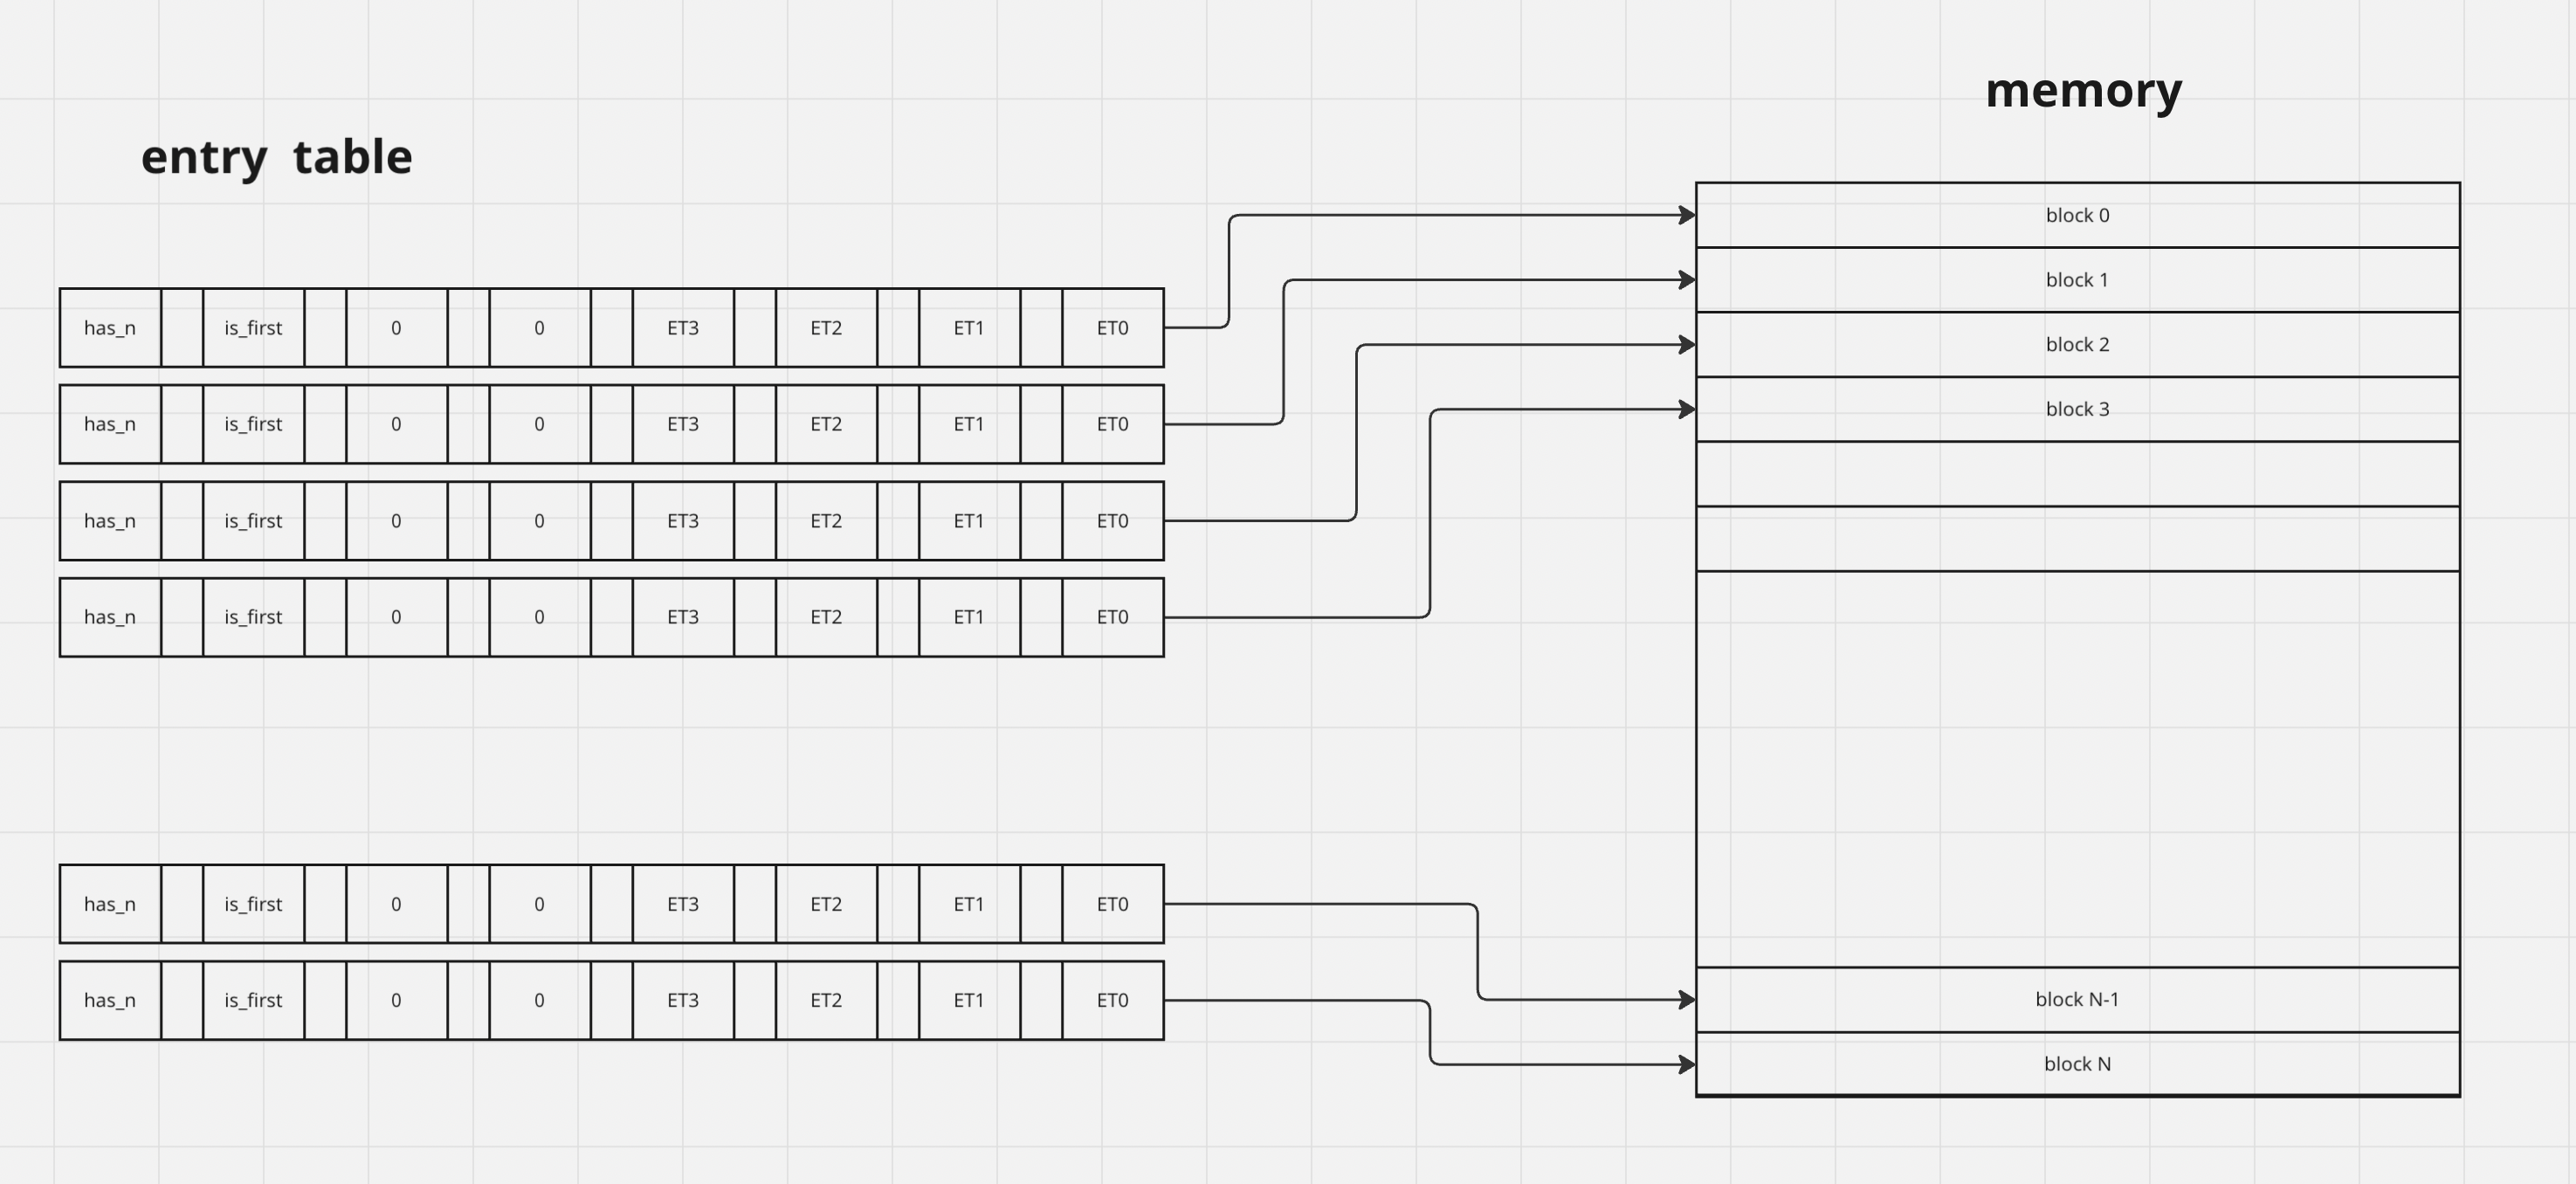 memory
entry table
has_n is_first 0 0 ET3 ET2 ET1 ET0
has_n is_first 0 0 ET3 ET2 ET1 ET0
has_n is_first 0 0 ET3 ET2 ET1 ET0
has_n is_first 0 0 ET3 ET2 ET1 ET0
has_n is_first 0 0 ET3 ET2 ET1 ET0
has_n is_first 0 0 ET3 ET2 ET1 ET0
block 0
block 1
block 2
block 3
block N-1
block N